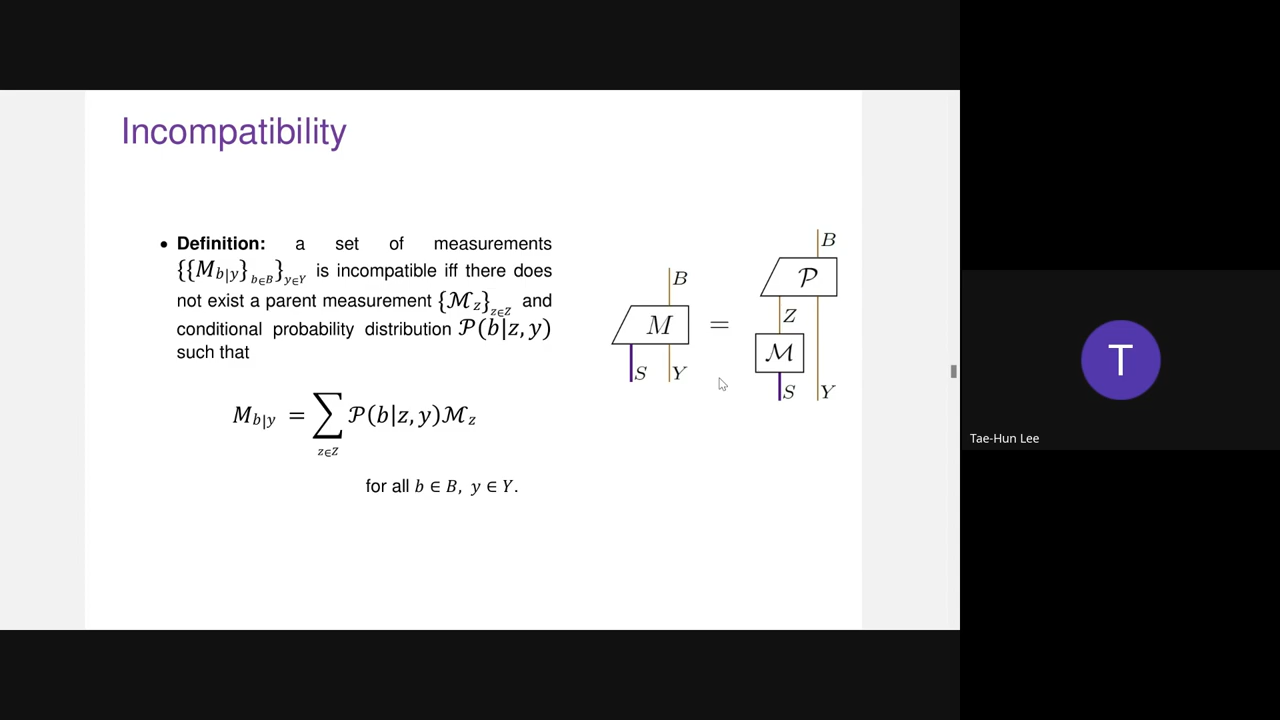 Incompatibility
• Definition: a set of measurements
{{M_{b|y}}_{b∈B}}_{y∈Y} is incompatible iff there does
not exist a parent measurement {ℳ_z}_{z∈Z} and
conditional probability distribution 𝒫(b|z, y)
such that
M_{b|y} = ∑_{z∈Z} 𝒫(b|z, y)ℳ_z
for all b ∈ B, y ∈ Y.
B
M
S Y
=
B
𝒫
Z
ℳ
S Y
T
Tae-Hun Lee